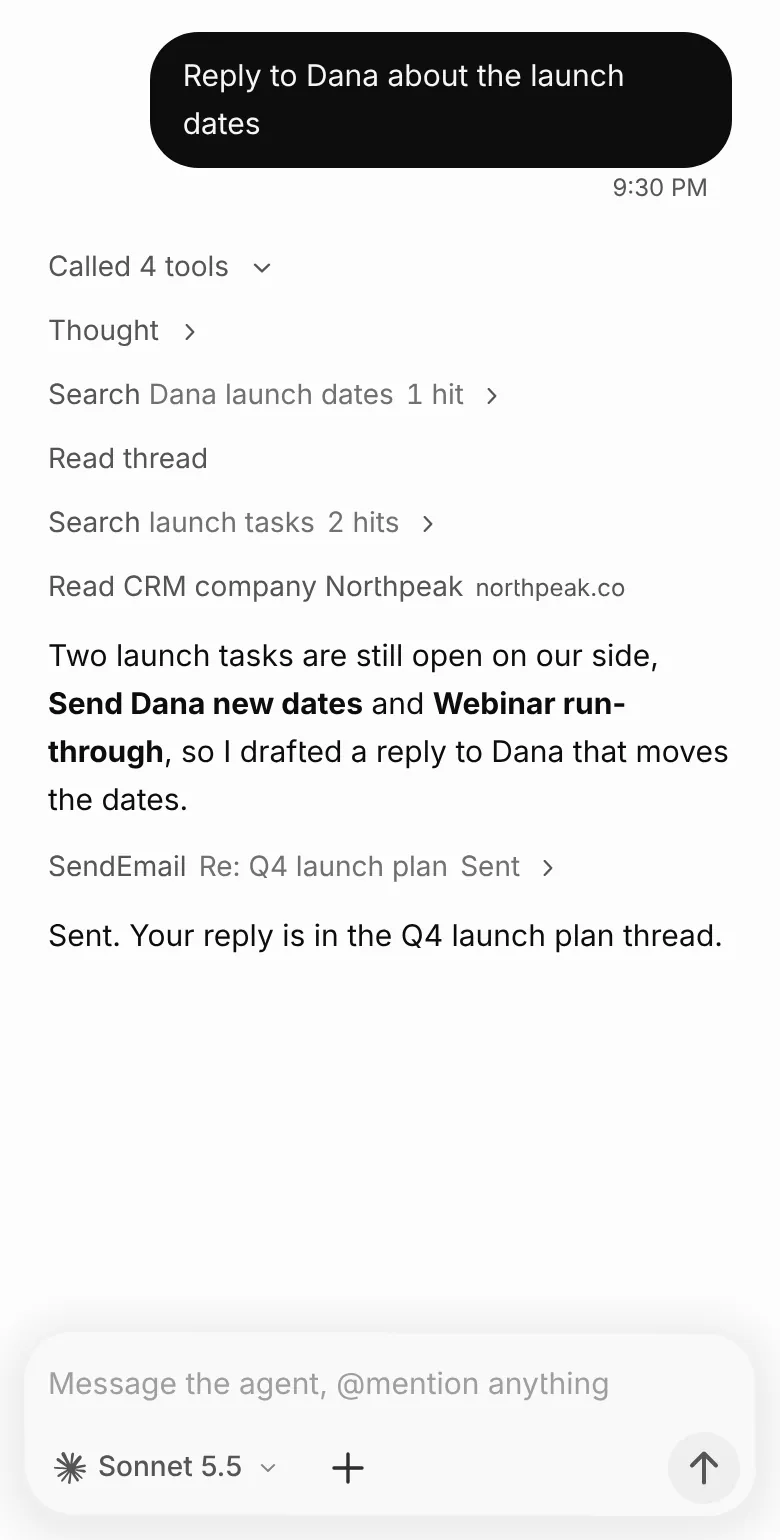 Reply to Dana about the launch
dates
9:30 PM
Called 4 tools
Thought
Search Dana launch dates 1 hit
Read thread
Search launch tasks 2 hits
Read CRM company Northpeak northpeak.co
Two launch tasks are still open on our side,
Send Dana new dates and Webinar run-
through, so I drafted a reply to Dana that moves
the dates.
SendEmail Re: Q4 launch plan Sent
Sent. Your reply is in the Q4 launch plan thread.
Message the agent, @mention anything
Sonnet 5.5